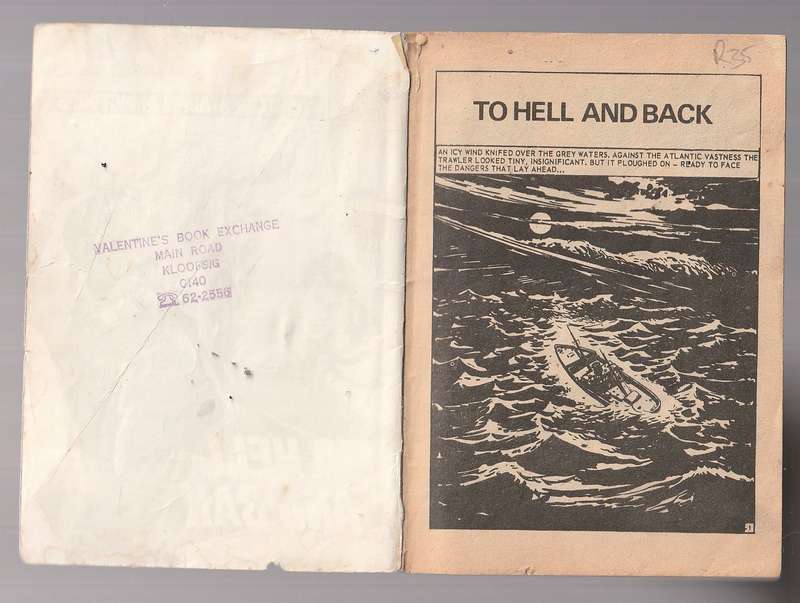 VALENTINE'S BOOK EXCHANGE
MAIN ROAD
KLOOFSIG
0140
☎ 62-2556
R35
TO HELL AND BACK
AN ICY WIND KNIFED OVER THE GREY WATERS. AGAINST THE ATLANTIC VASTNESS THE
TRAWLER LOOKED TINY, INSIGNIFICANT. BUT IT PLOUGHED ON – READY TO FACE
THE DANGERS THAT LAY AHEAD...